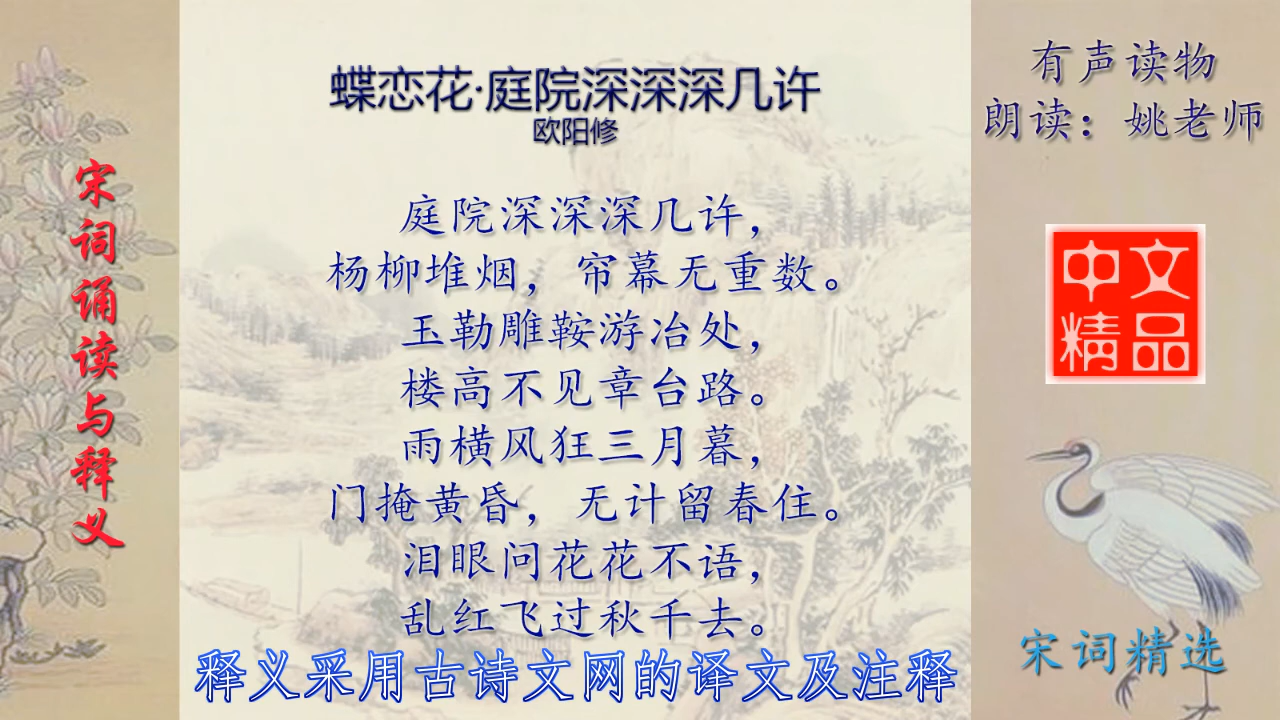 宋词诵读与释义
蝶恋花·庭院深深深几许
欧阳修
庭院深深深几许，
杨柳堆烟，帘幕无重数。
玉勒雕鞍游冶处，
楼高不见章台路。
雨横风狂三月暮，
门掩黄昏，无计留春住。
泪眼问花花不语，
乱红飞过秋千去。
释义采用古诗文网的译文及注释
有声读物
朗读：姚老师
中文
精品
宋词精选